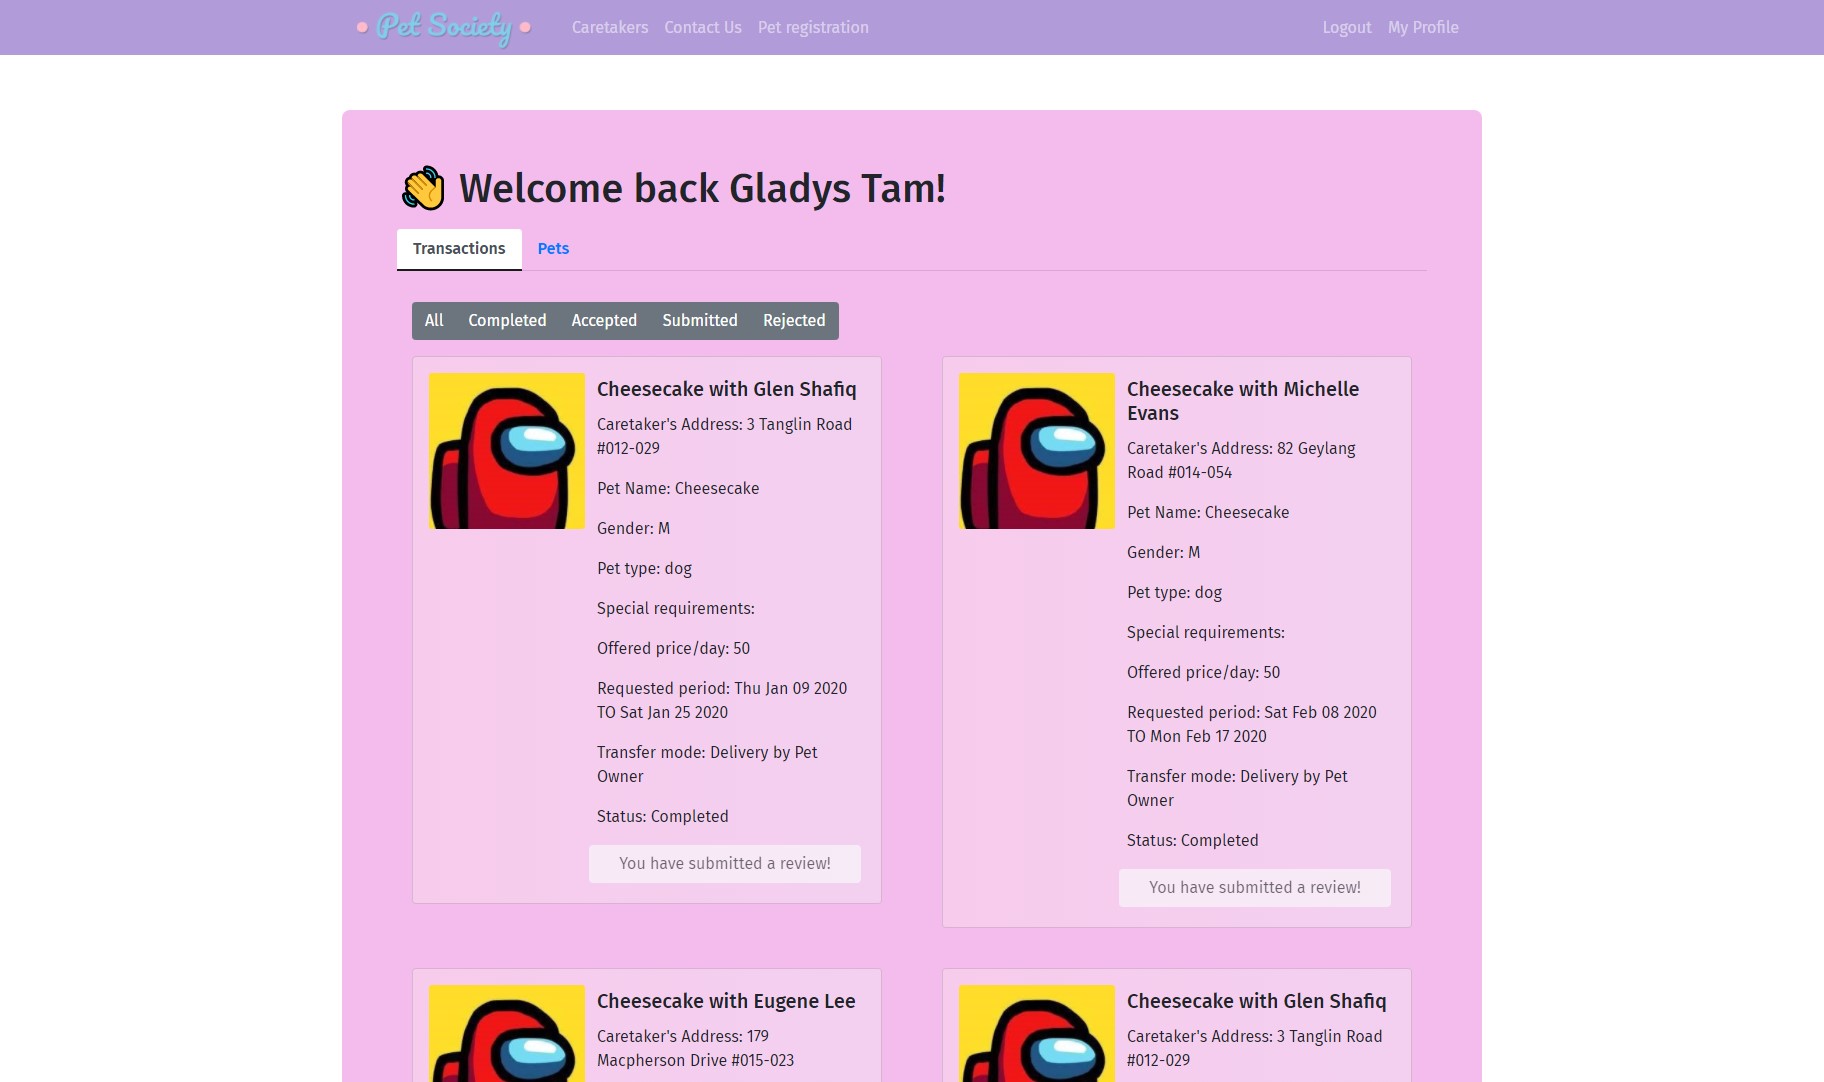 Pet Society
Caretakers
Contact Us
Pet registration
Logout
My Profile
Welcome back Gladys Tam!
Transactions
Pets
All
Completed
Accepted
Submitted
Rejected
Cheesecake with Glen Shafiq
Caretaker's Address: 3 Tanglin Road
#012-029
Pet Name: Cheesecake
Gender: M
Pet type: dog
Special requirements:
Offered price/day: 50
Requested period: Thu Jan 09 2020
TO Sat Jan 25 2020
Transfer mode: Delivery by Pet
Owner
Status: Completed
You have submitted a review!
Cheesecake with Michelle
Evans
Caretaker's Address: 82 Geylang
Road #014-054
Pet Name: Cheesecake
Gender: M
Pet type: dog
Special requirements:
Offered price/day: 50
Requested period: Sat Feb 08 2020
TO Mon Feb 17 2020
Transfer mode: Delivery by Pet
Owner
Status: Completed
You have submitted a review!
Cheesecake with Eugene Lee
Caretaker's Address: 179
Macpherson Drive #015-023
Cheesecake with Glen Shafiq
Caretaker's Address: 3 Tanglin Road
#012-029